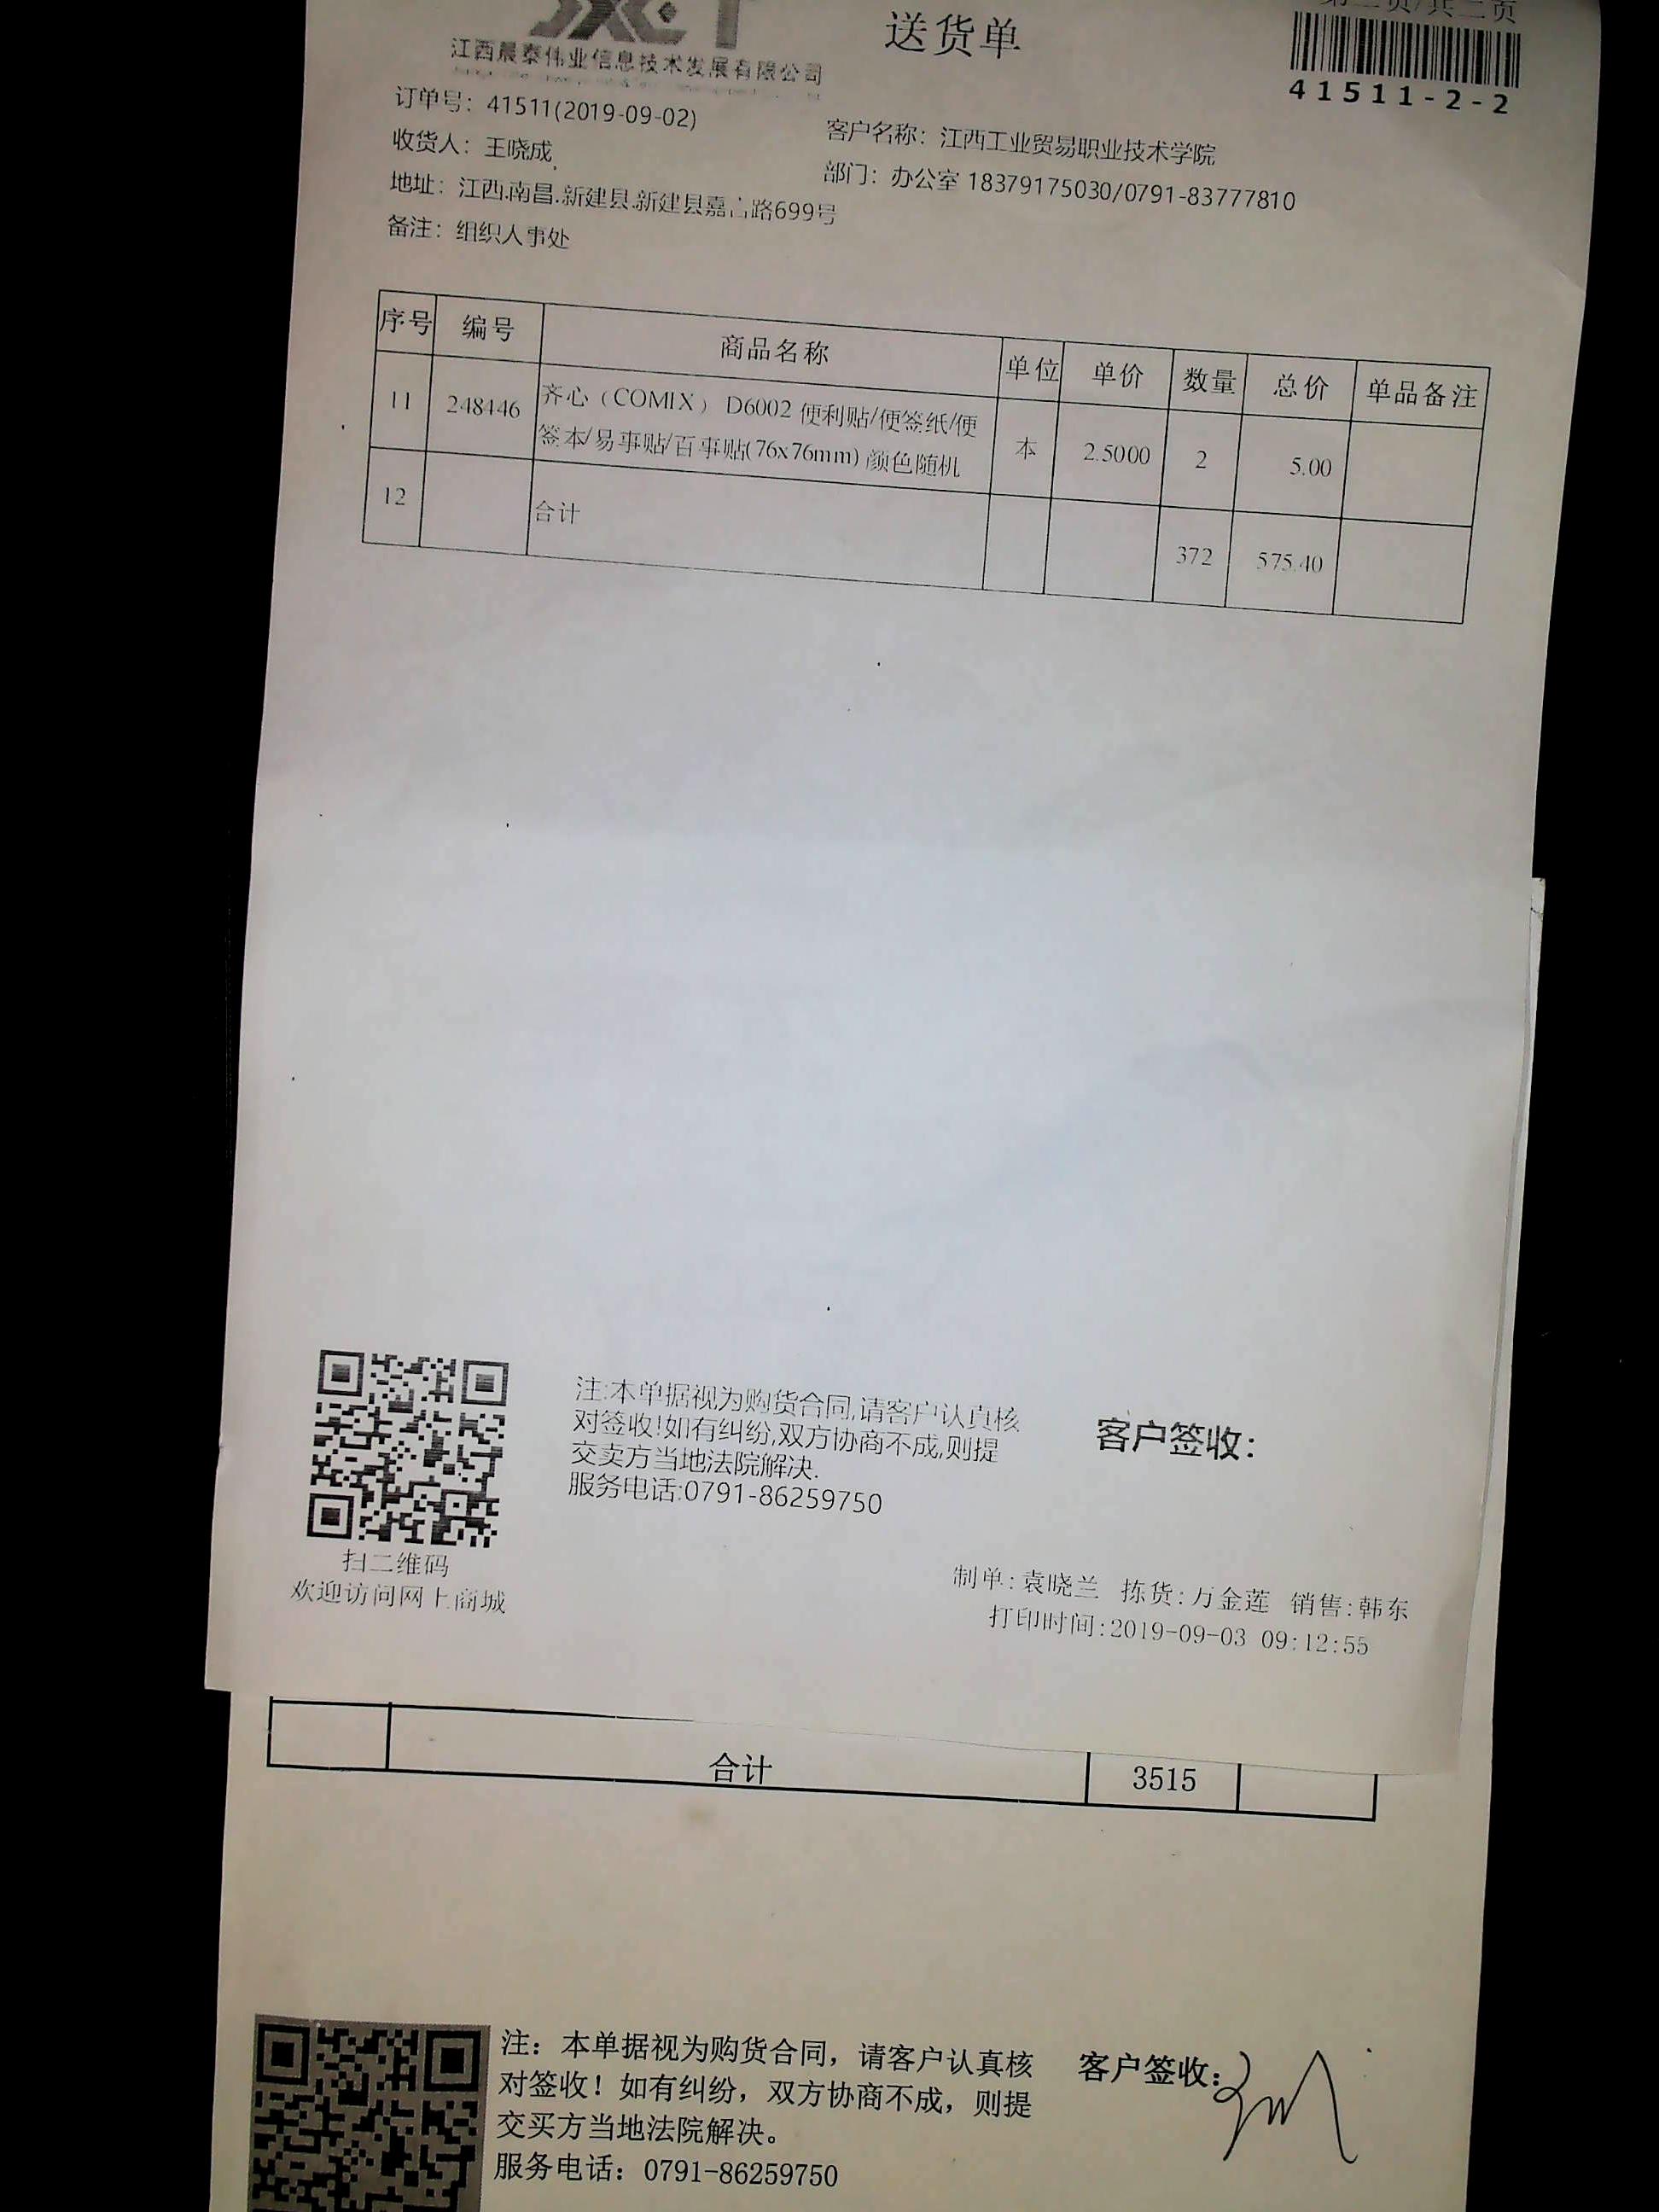 第二页/共二页
送货单
江西晨泰伟业信息技术发展有限公司
41511-2-2
订单号：41511(2019-09-02)
客户名称：江西工业贸易职业技术学院
收货人：王晓成
部门：办公室 18379175030/0791-83777810
地址：江西.南昌.新建县.新建县嘉言路699号
备注：组织人事处
序号 编号 商品名称 单位 单价 数量 总价 单品备注
11 248446 齐心（COMIX） D6002 便利贴/便签纸/便 本 2.5000 2 5.00
签本/易事贴/百事贴(76x76mm) 颜色随机
12 合计 372 575.40
注:本单据视为购货合同,请客户认真核
对签收!如有纠纷,双方协商不成,则提
交卖方当地法院解决.
服务电话:0791-86259750
客户签收：
扫二维码
欢迎访问网上商城
制单:袁晓兰 拣货:万金莲 销售:韩东
打印时间:2019-09-03 09:12:55
合计 3515
注：本单据视为购货合同，请客户认真核
对签收！如有纠纷，双方协商不成，则提
交买方当地法院解决。
服务电话：0791-86259750
客户签收：